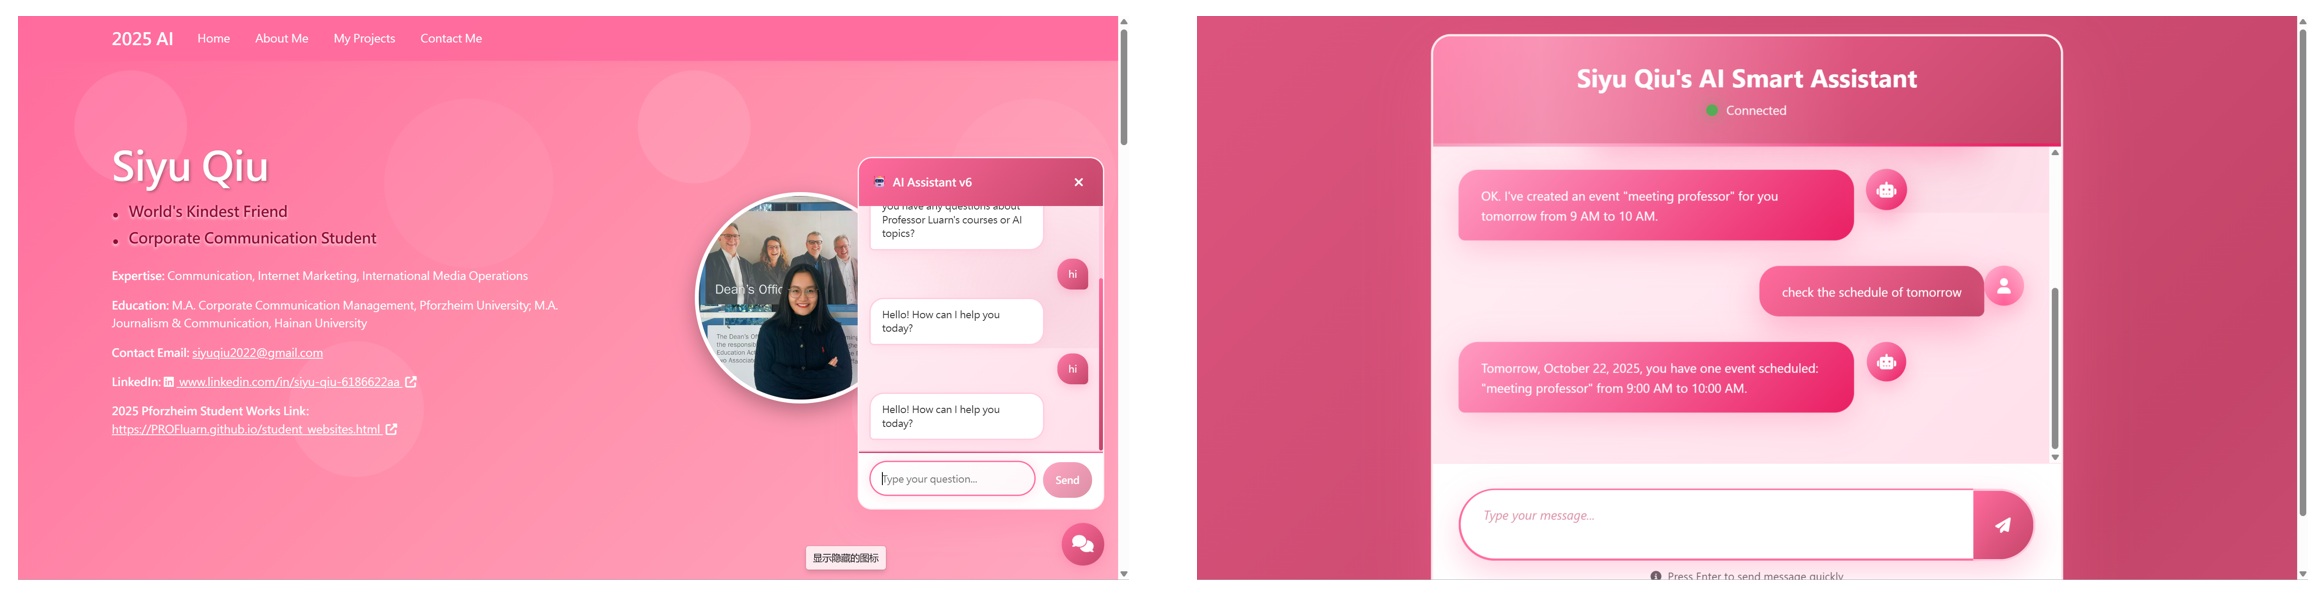 2025 AI
Home
About Me
My Projects
Contact Me
Siyu Qiu
• World's Kindest Friend
• Corporate Communication Student
Expertise: Communication, Internet Marketing, International Media Operations
Education: M.A. Corporate Communication Management, Pforzheim University; M.A.
Journalism & Communication, Hainan University
Contact Email: siyuqiu2022@gmail.com
LinkedIn: www.linkedin.com/in/siyu-qiu-6186622aa
2025 Pforzheim Student Works Link:
https://PROFluarn.github.io/student_websites.html
Dean's Offic
The Dean's Of
the responsib
Education Ac
AI Assistant v6
you have any questions about
Professor Luarn's courses or AI
topics?
hi
Hello! How can I help you
today?
hi
Hello! How can I help you
today?
Type your question...
Send
显示隐藏的图标
Siyu Qiu's AI Smart Assistant
Connected
OK. I've created an event "meeting professor" for you
tomorrow from 9 AM to 10 AM.
check the schedule of tomorrow
Tomorrow, October 22, 2025, you have one event scheduled:
"meeting professor" from 9:00 AM to 10:00 AM.
Type your message...
Press Enter to send message quickly